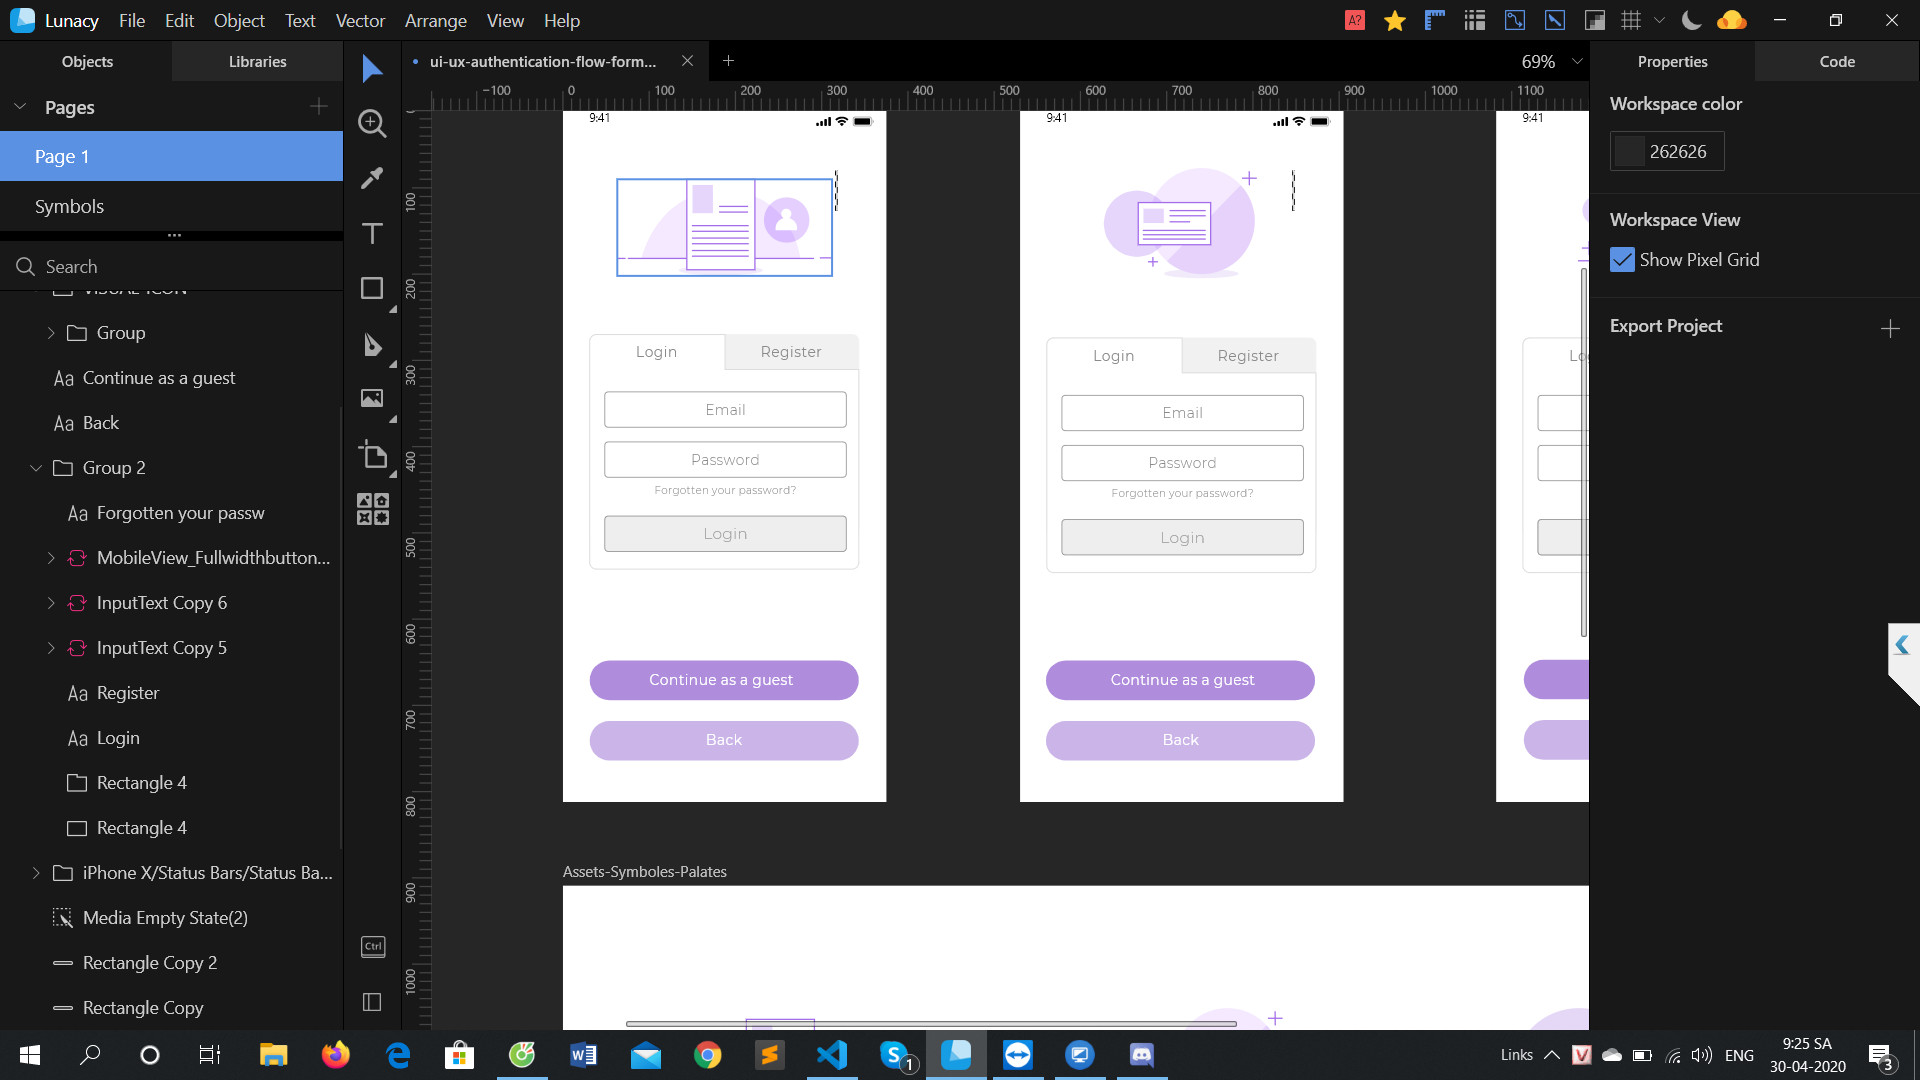 Lunacy File Edit Object Text Vector Arrange View Help A?
Objects Libraries
ui-ux-authentication-flow-form...
69%
Properties Code
Pages
Page 1
Symbols
Search
VISUAL ICON
Group
Continue as a guest
Back
Group 2
Forgotten your passw
MobileView_Fullwidthbutton...
InputText Copy 6
InputText Copy 5
Register
Login
Rectangle 4
Rectangle 4
iPhone X/Status Bars/Status Ba...
Media Empty State(2)
Rectangle Copy 2
Rectangle Copy
Ctrl
-100 0 100 200 300 400 500 600 700 800 900 1000 1100
0
100
200
300
400
500
600
700
800
900
1000
9:41
Login Register
Email
Password
Forgotten your password?
Login
Continue as a guest
Back
9:41
Login Register
Email
Password
Forgotten your password?
Login
Continue as a guest
Back
9:41
Lo
Assets-Symboles-Palates
Workspace color
262626
Workspace View
Show Pixel Grid
Export Project
1
Links
ENG
9:25 SA
30-04-2020
3